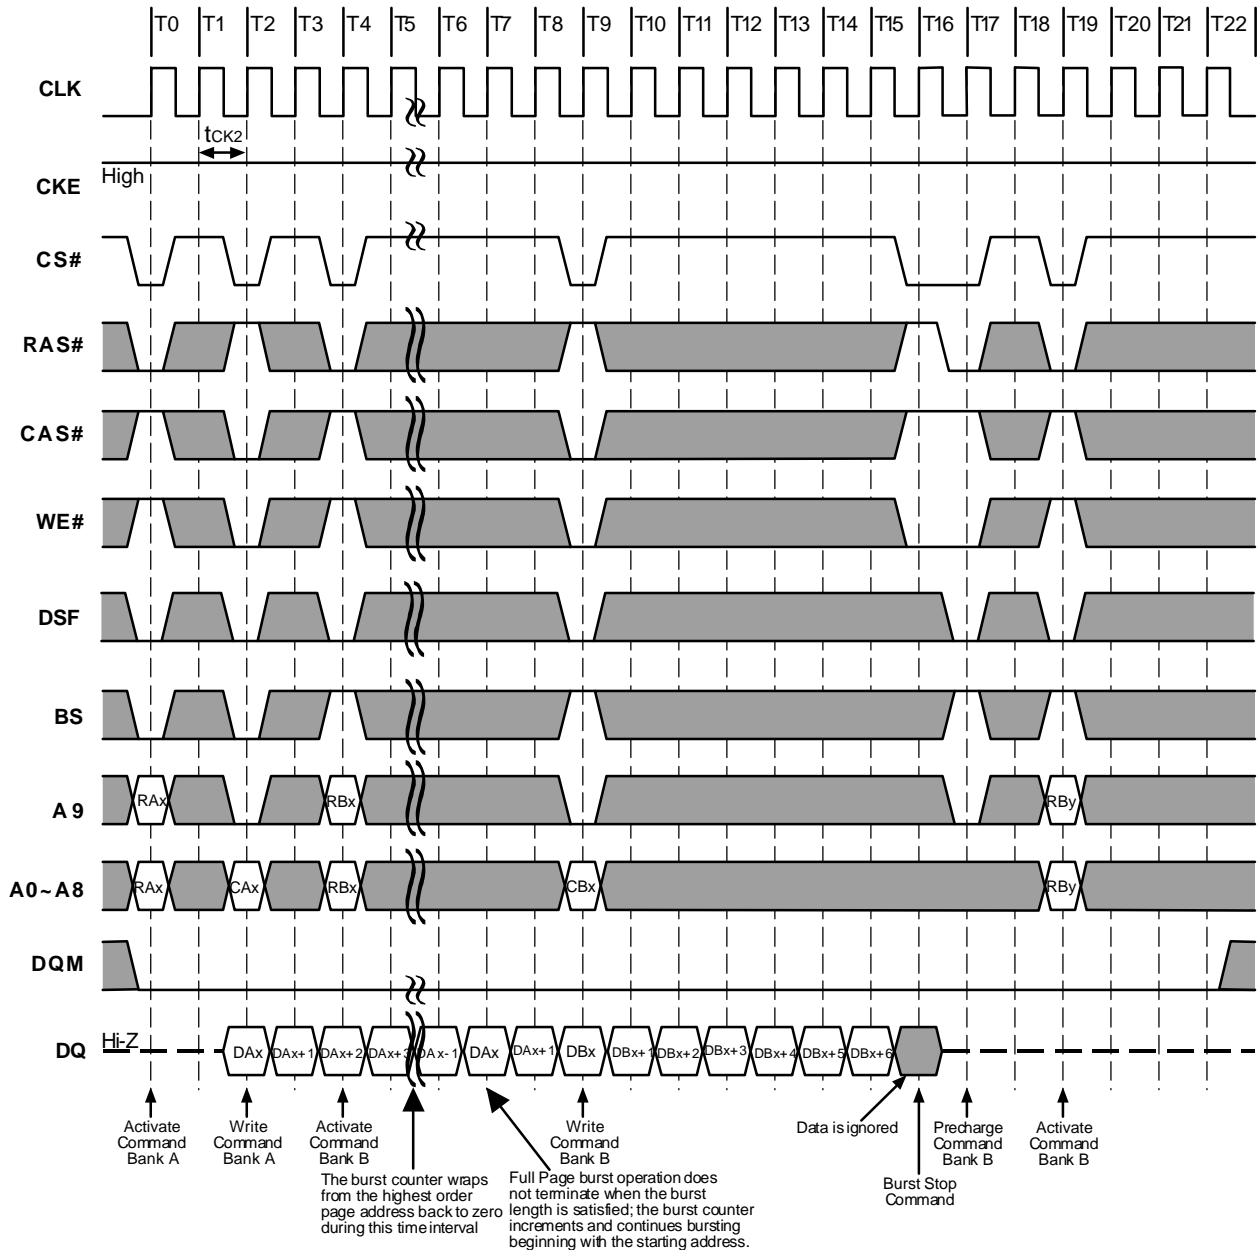 T0 T1 T2 T3 T4 T5 T6 T7 T8 T9 T10 T11 T12 T13 T14 T15 T16 T17 T18 T19 T20 T21 T22
CLK
tCK2
High
CKE
CS#
RAS#
CAS#
WE#
DSF
BS
A9
RAx RBx RBy
A0~A8
RAx CAx RBx CBx RBy
DQM
DQ
Hi-Z
DAx DAx+1 DAx+2 DAx+3 DAx-1 DAx DAx+1 DBx DBx+1 DBx+2 DBx+3 DBx+4 DBx+5 DBx+6
Activate
Command
Bank A
Write
Command
Bank A
Activate
Command
Bank B
The burst counter wraps
from the highest order
page address back to zero
during this time interval
Full Page burst operation does
not terminate when the burst
length is satisfied; the burst counter
increments and continues bursting
beginning with the starting address.
Write
Command
Bank B
Data is ignored
Burst Stop
Command
Precharge
Command
Bank B
Activate
Command
Bank B